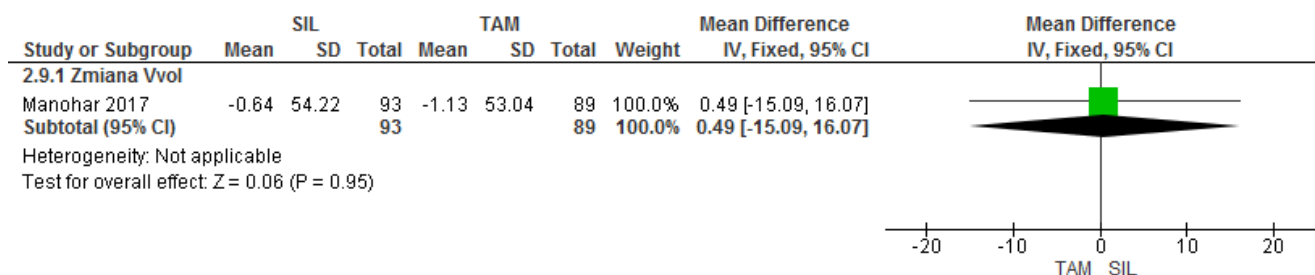 SIL TAM Mean Difference Mean Difference
Study or Subgroup Mean SD Total Mean SD Total Weight IV, Fixed, 95% CI IV, Fixed, 95% CI
2.9.1 Zmiana Vvol
Manohar 2017 -0.64 54.22 93 -1.13 53.04 89 100.0% 0.49 [-15.09, 16.07]
Subtotal (95% CI) 93 89 100.0% 0.49 [-15.09, 16.07]
Heterogeneity: Not applicable
Test for overall effect: Z = 0.06 (P = 0.95)
-20 -10 0 10 20
TAM SIL